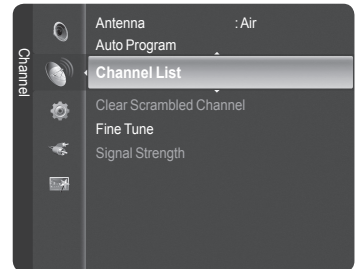 Channel
Antenna : Air
Auto Program
Channel List
Clear Scrambled Channel
Fine Tune
Signal Strength